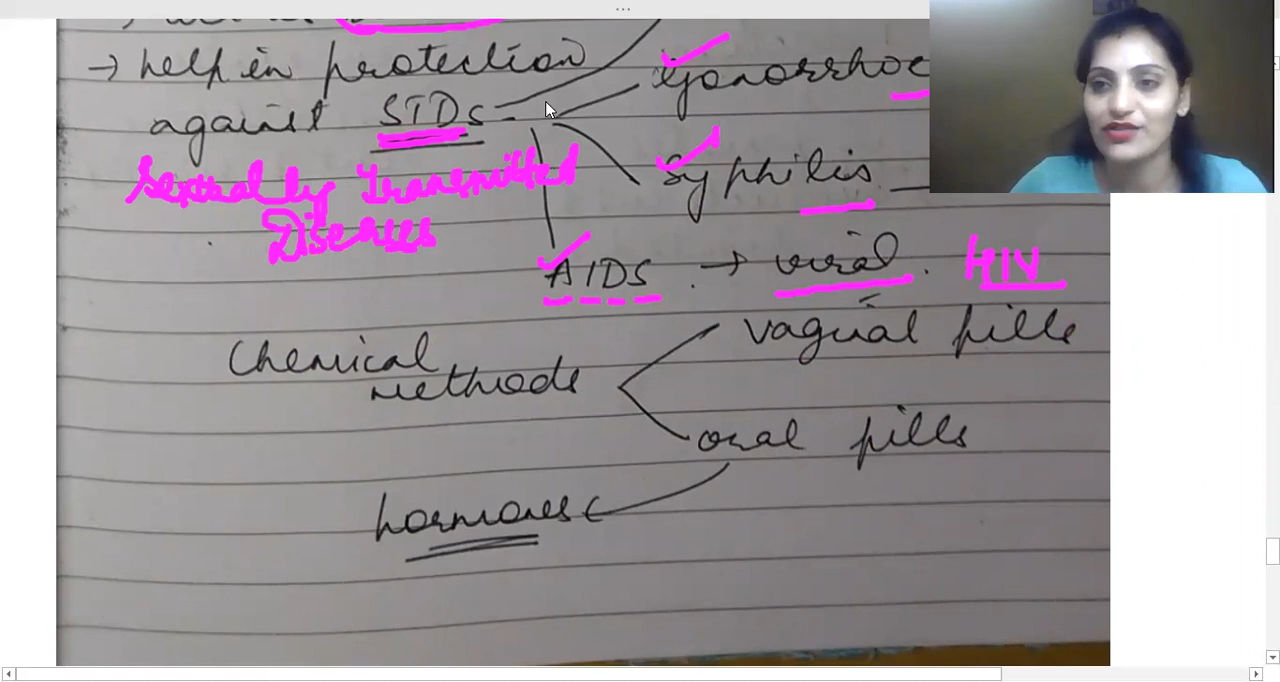 → help in protection
against STDs
Gonorrhoe
Syphilis
Sexually Transmitted
Diseases
AIDS → viral. HIV
Chemical
methods
vaginal pills
oral pills
hormones